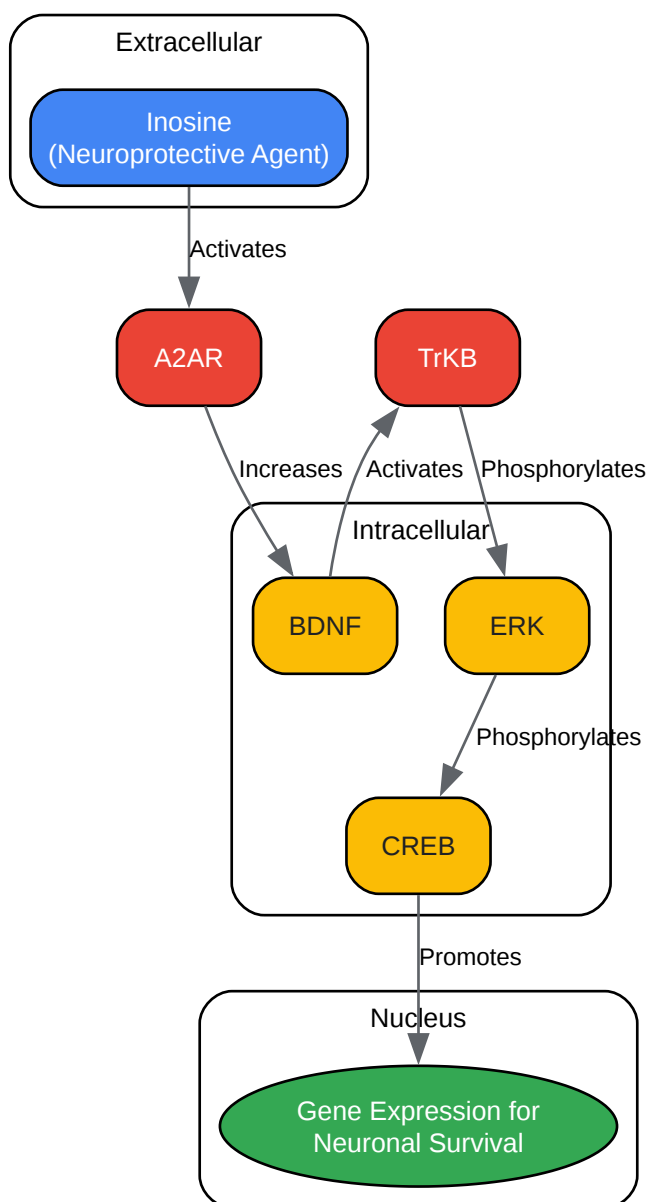 Extracellular
Inosine
(Neuroprotective Agent)
Activates
A2AR
TrKB
Increases
Activates
Phosphorylates
Intracellular
BDNF
ERK
Phosphorylates
CREB
Promotes
Nucleus
Gene Expression for
Neuronal Survival